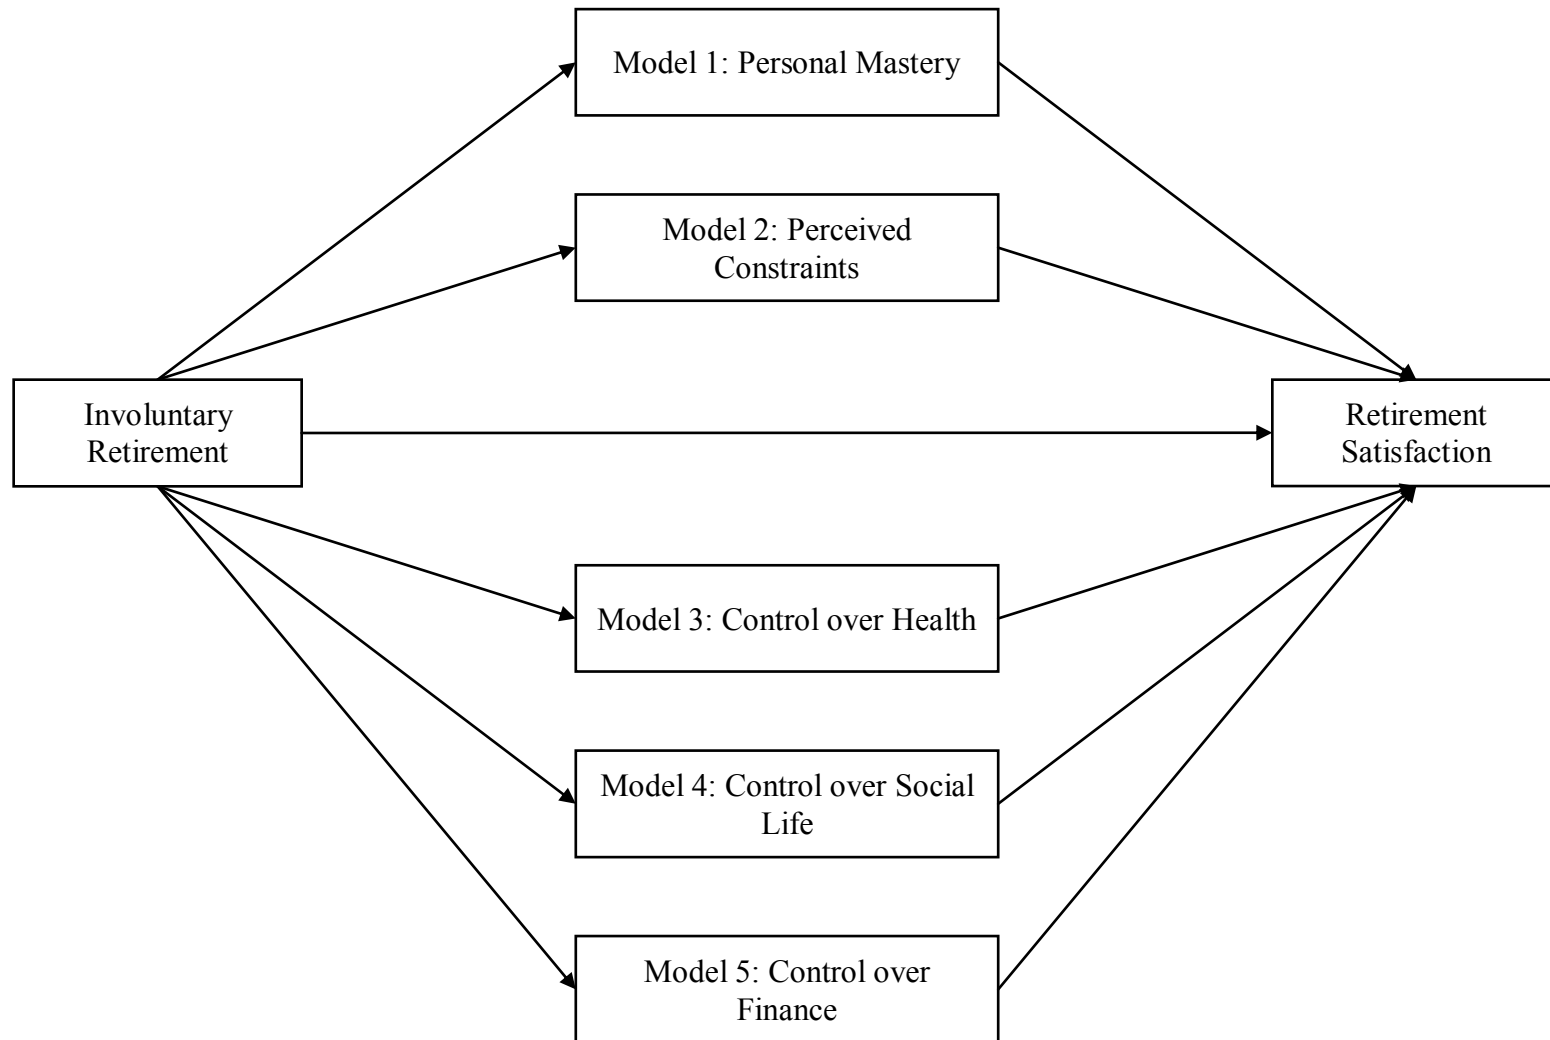 Model 1: Personal Mastery
Model 2: Perceived
Constraints
Involuntary
Retirement
Retirement
Satisfaction
Model 3: Control over Health
Model 4: Control over Social
Life
Model 5: Control over
Finance